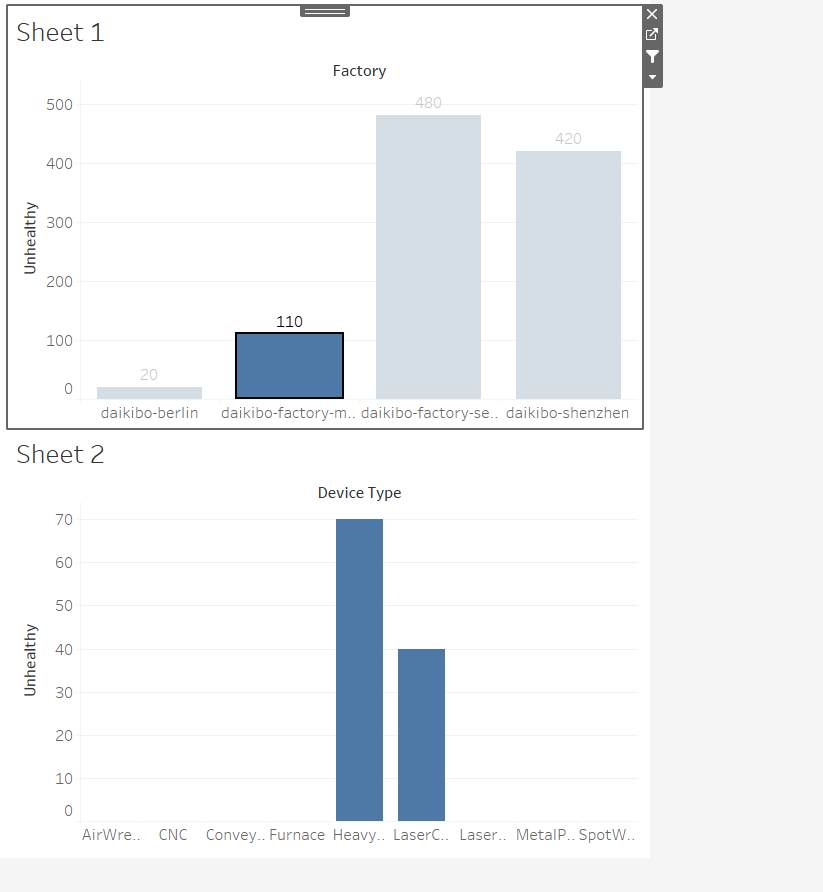 Sheet 1
Factory
500
400
300
200
100
0
Unhealthy
20
110
480
420
daikibo-berlin daikibo-factory-m.. daikibo-factory-se.. daikibo-shenzhen
Sheet 2
Device Type
70
60
50
40
30
20
10
0
Unhealthy
AirWre.. CNC Convey.. Furnace Heavy.. LaserC.. Laser.. MetalP.. SpotW..